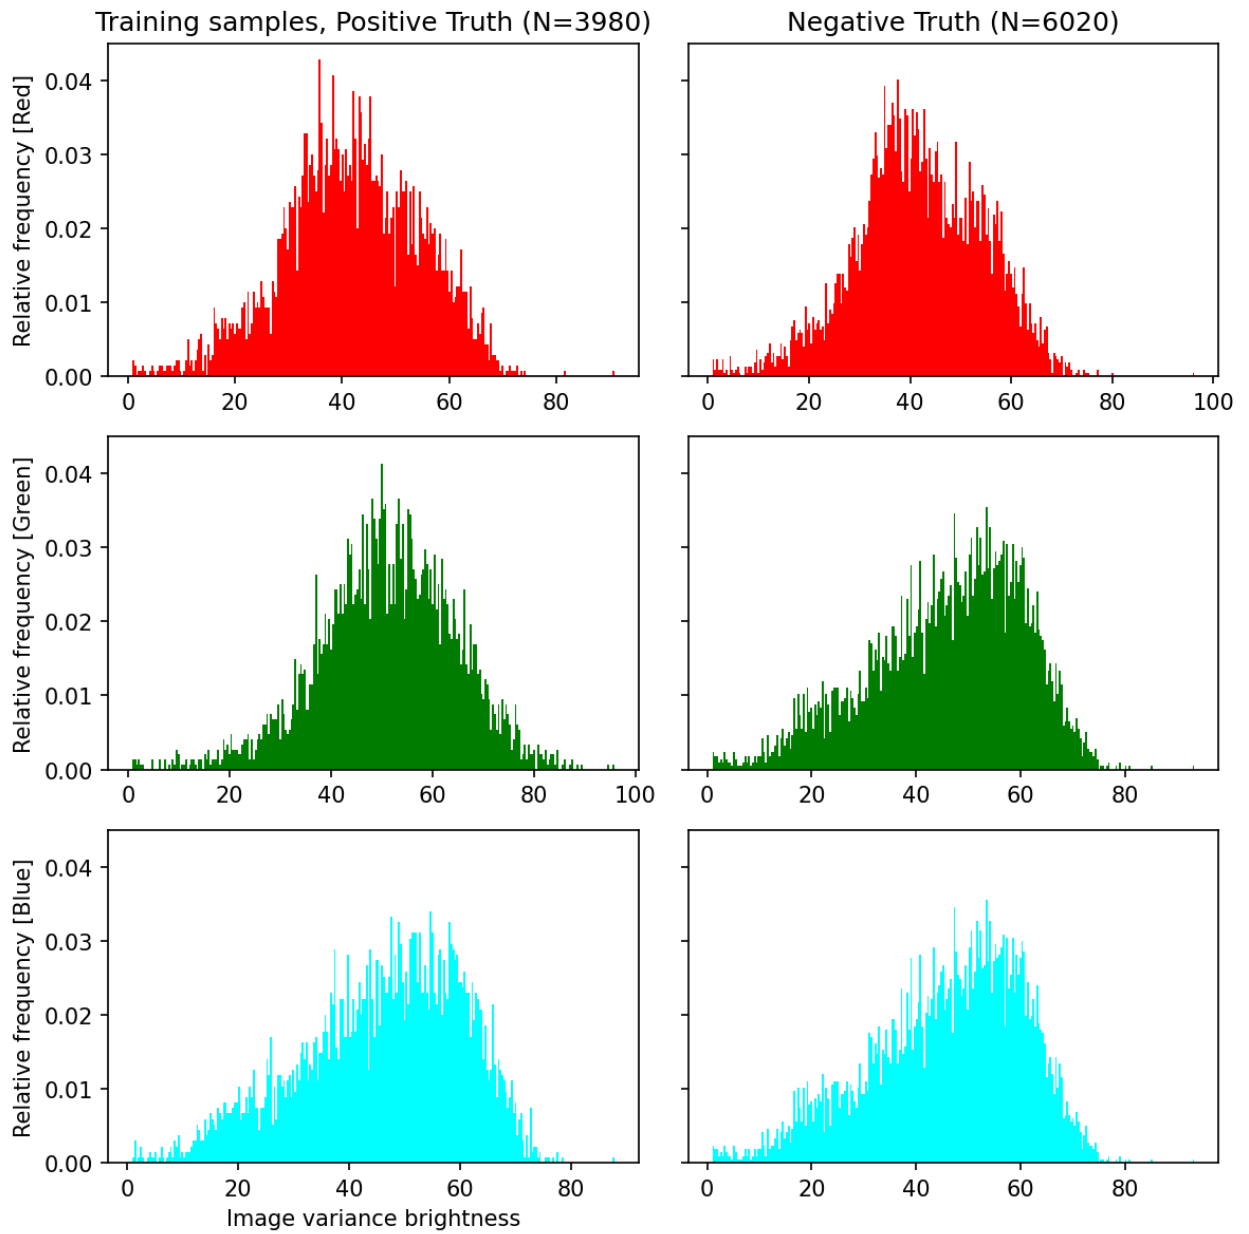 Training samples, Positive Truth (N=3980)
Negative Truth (N=6020)
Relative frequency [Red]
0.04
0.03
0.02
0.01
0.00
0 20 40 60 80
0 20 40 60 80 100
Relative frequency [Green]
0.04
0.03
0.02
0.01
0.00
0 20 40 60 80 100
0 20 40 60 80
Relative frequency [Blue]
0.04
0.03
0.02
0.01
0.00
0 20 40 60 80
0 20 40 60 80
Image variance brightness